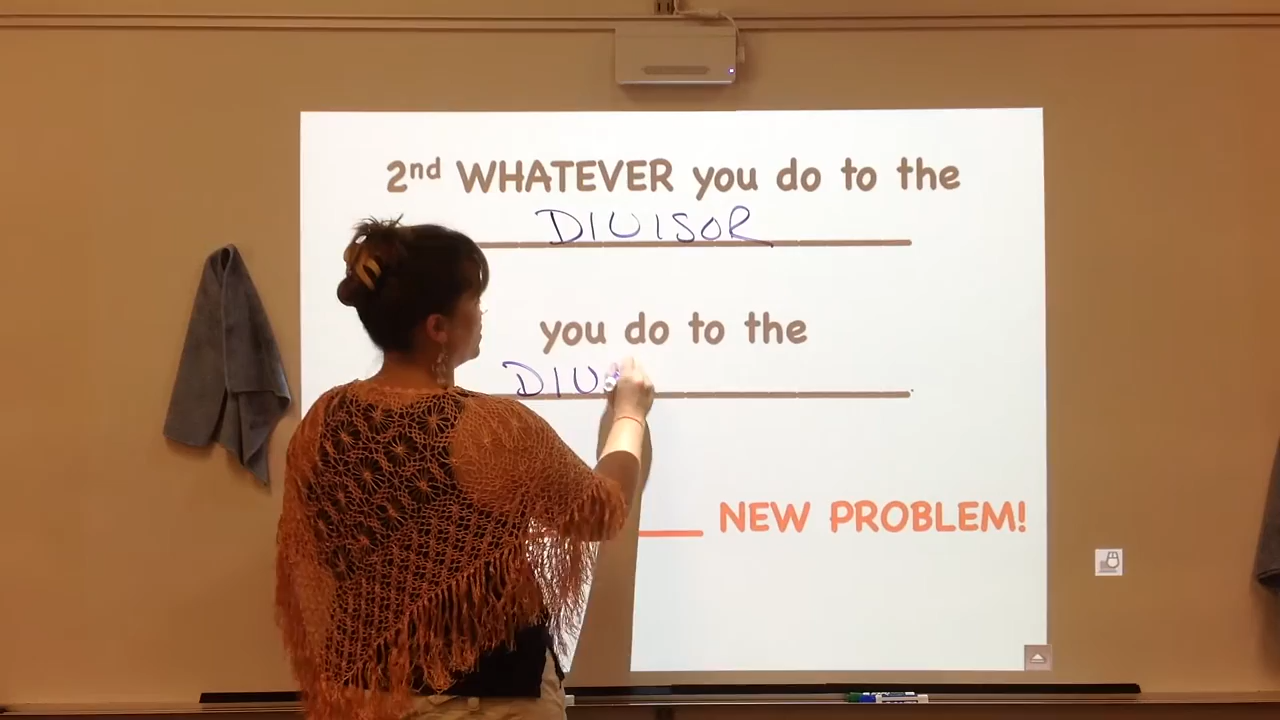 2nd WHATEVER you do to the
DIVISOR
you do to the
DIV
NEW PROBLEM!